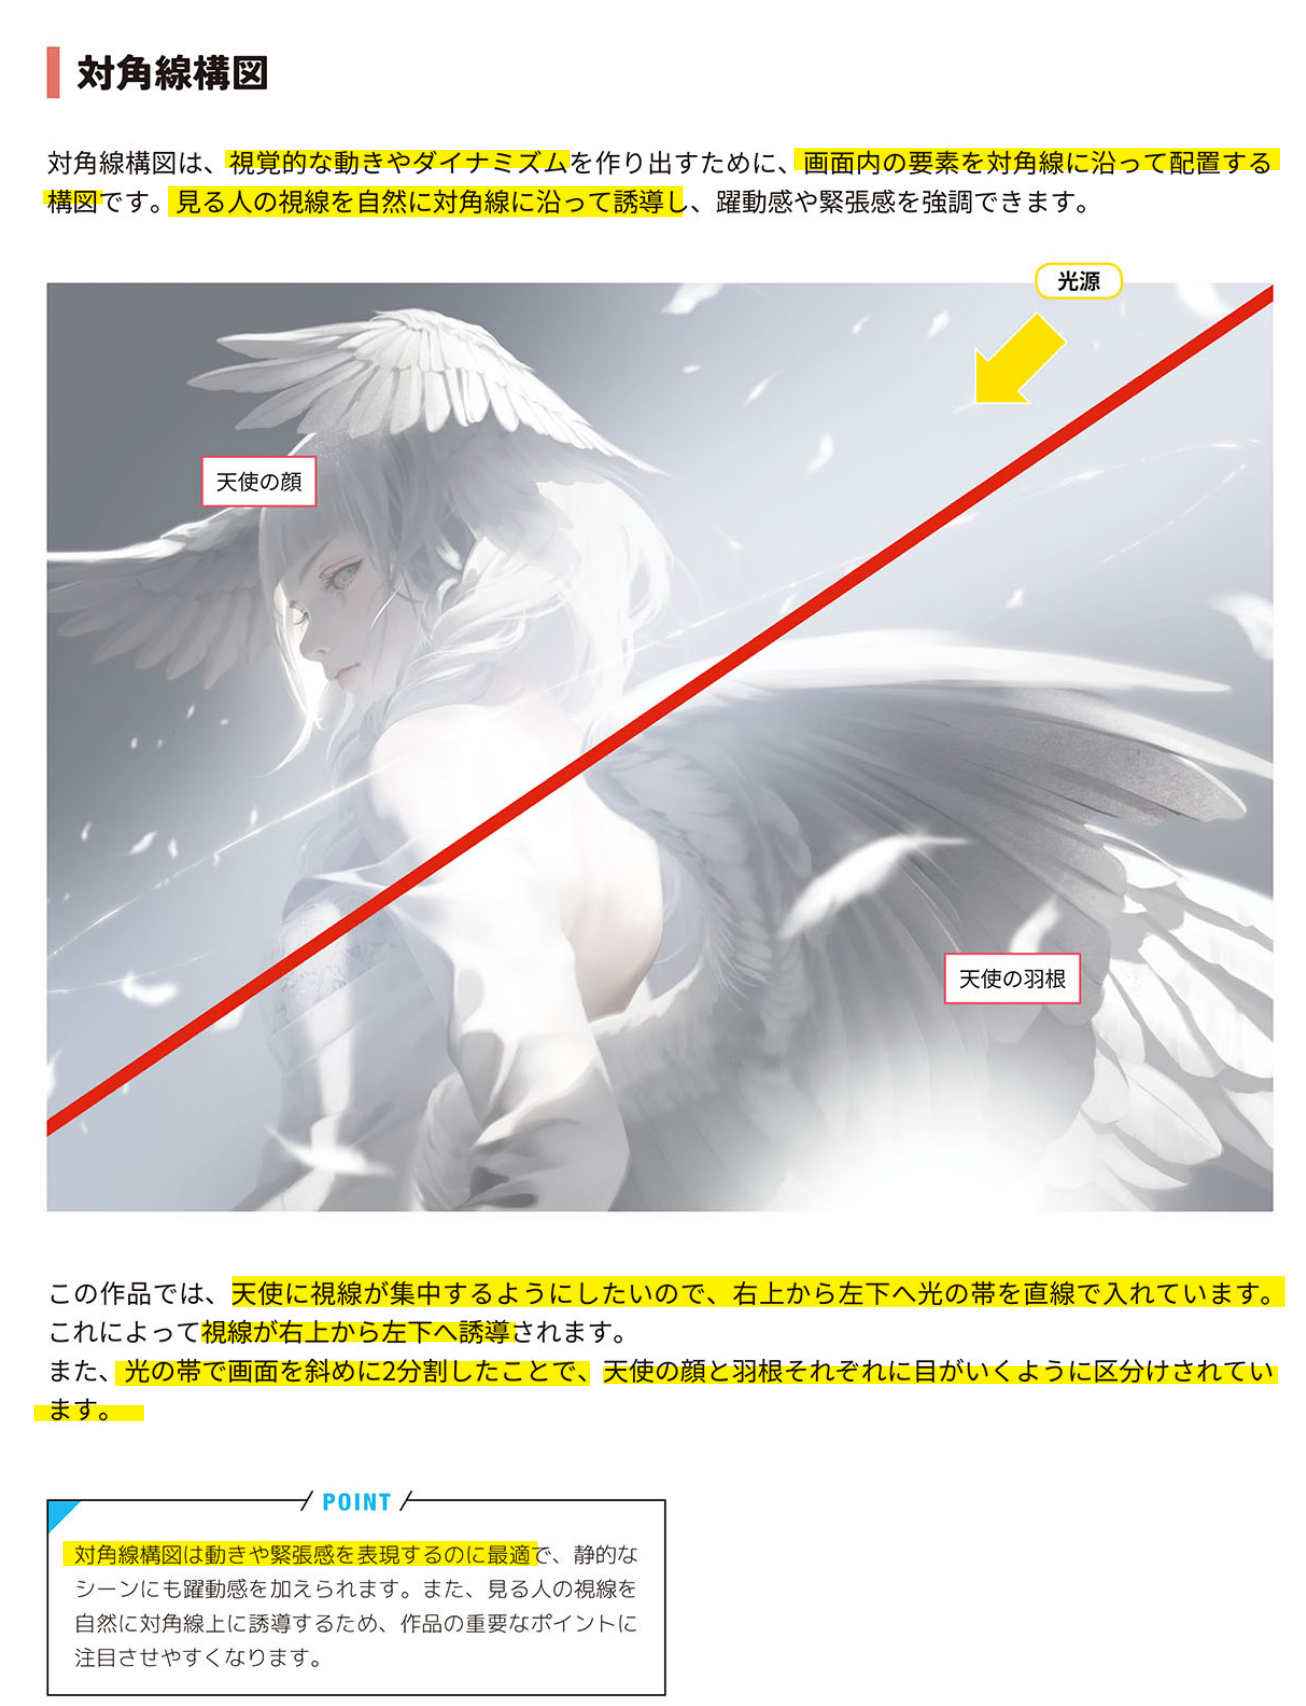 対角線構図
対角線構図は、視覚的な動きやダイナミズムを作り出すために、画面内の要素を対角線に沿って配置する
構図です。見る人の視線を自然に対角線に沿って誘導し、躍動感や緊張感を強調できます。
光源
天使の顔
天使の羽根
この作品では、天使に視線が集中するようにしたいので、右上から左下へ光の帯を直線で入れています。
これによって視線が右上から左下へ誘導されます。
また、光の帯で画面を斜めに2分割したことで、天使の顔と羽根それぞれに目がいくように区分けされてい
ます。
POINT
対角線構図は動きや緊張感を表現するのに最適で、静的な
シーンにも躍動感を加えられます。また、見る人の視線を
自然に対角線上に誘導するため、作品の重要なポイントに
注目させやすくなります。